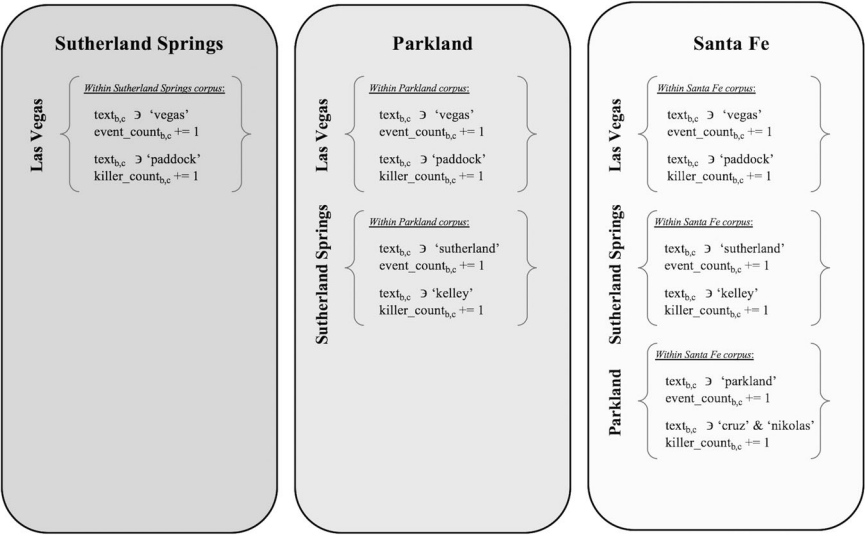 Sutherland Springs
Las Vegas
Within Sutherland Springs corpus:
text_b,c ∋ ‘vegas’
event_count_b,c += 1
text_b,c ∋ ‘paddock’
killer_count_b,c += 1
Parkland
Las Vegas
Within Parkland corpus:
text_b,c ∋ ‘vegas’
event_count_b,c += 1
text_b,c ∋ ‘paddock’
killer_count_b,c += 1
Sutherland Springs
Within Parkland corpus:
text_b,c ∋ ‘sutherland’
event_count_b,c += 1
text_b,c ∋ ‘kelley’
killer_count_b,c += 1
Santa Fe
Las Vegas
Within Santa Fe corpus:
text_b,c ∋ ‘vegas’
event_count_b,c += 1
text_b,c ∋ ‘paddock’
killer_count_b,c += 1
Sutherland Springs
Within Santa Fe corpus:
text_b,c ∋ ‘sutherland’
event_count_b,c += 1
text_b,c ∋ ‘kelley’
killer_count_b,c += 1
Parkland
Within Santa Fe corpus:
text_b,c ∋ ‘parkland’
event_count_b,c += 1
text_b,c ∋ ‘cruz’ & ‘nikolas’
killer_count_b,c += 1